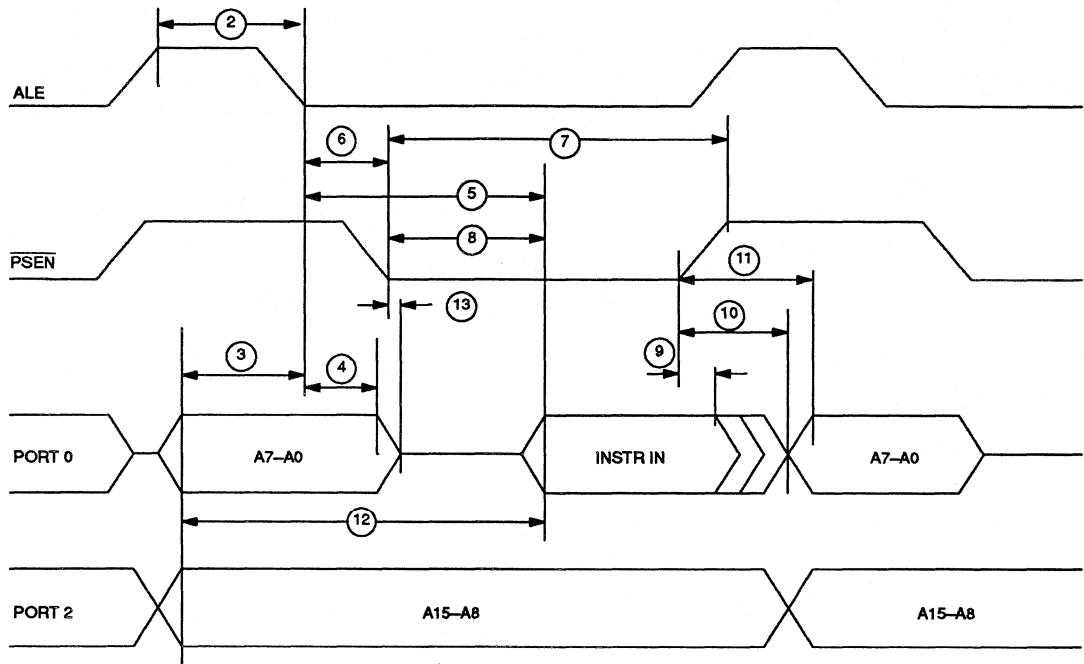 2
ALE
6
7
5
8
PSEN
11
13
10
3
4
9
PORT 0
A7–A0
INSTR IN
A7–A0
12
PORT 2
A15–A8
A15–A8